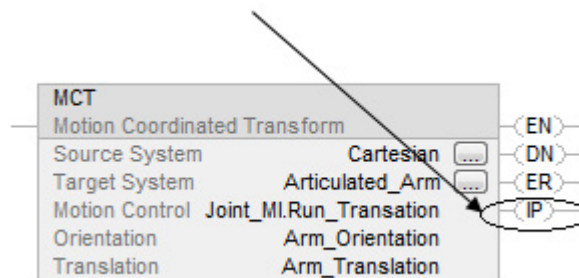 MCT
Motion Coordinated Transform
EN
Source System Cartesian ...
DN
Target System Articulated_Arm ...
ER
Motion Control Joint_MI.Run_Transation
IP
Orientation Arm_Orientation
Translation Arm_Translation